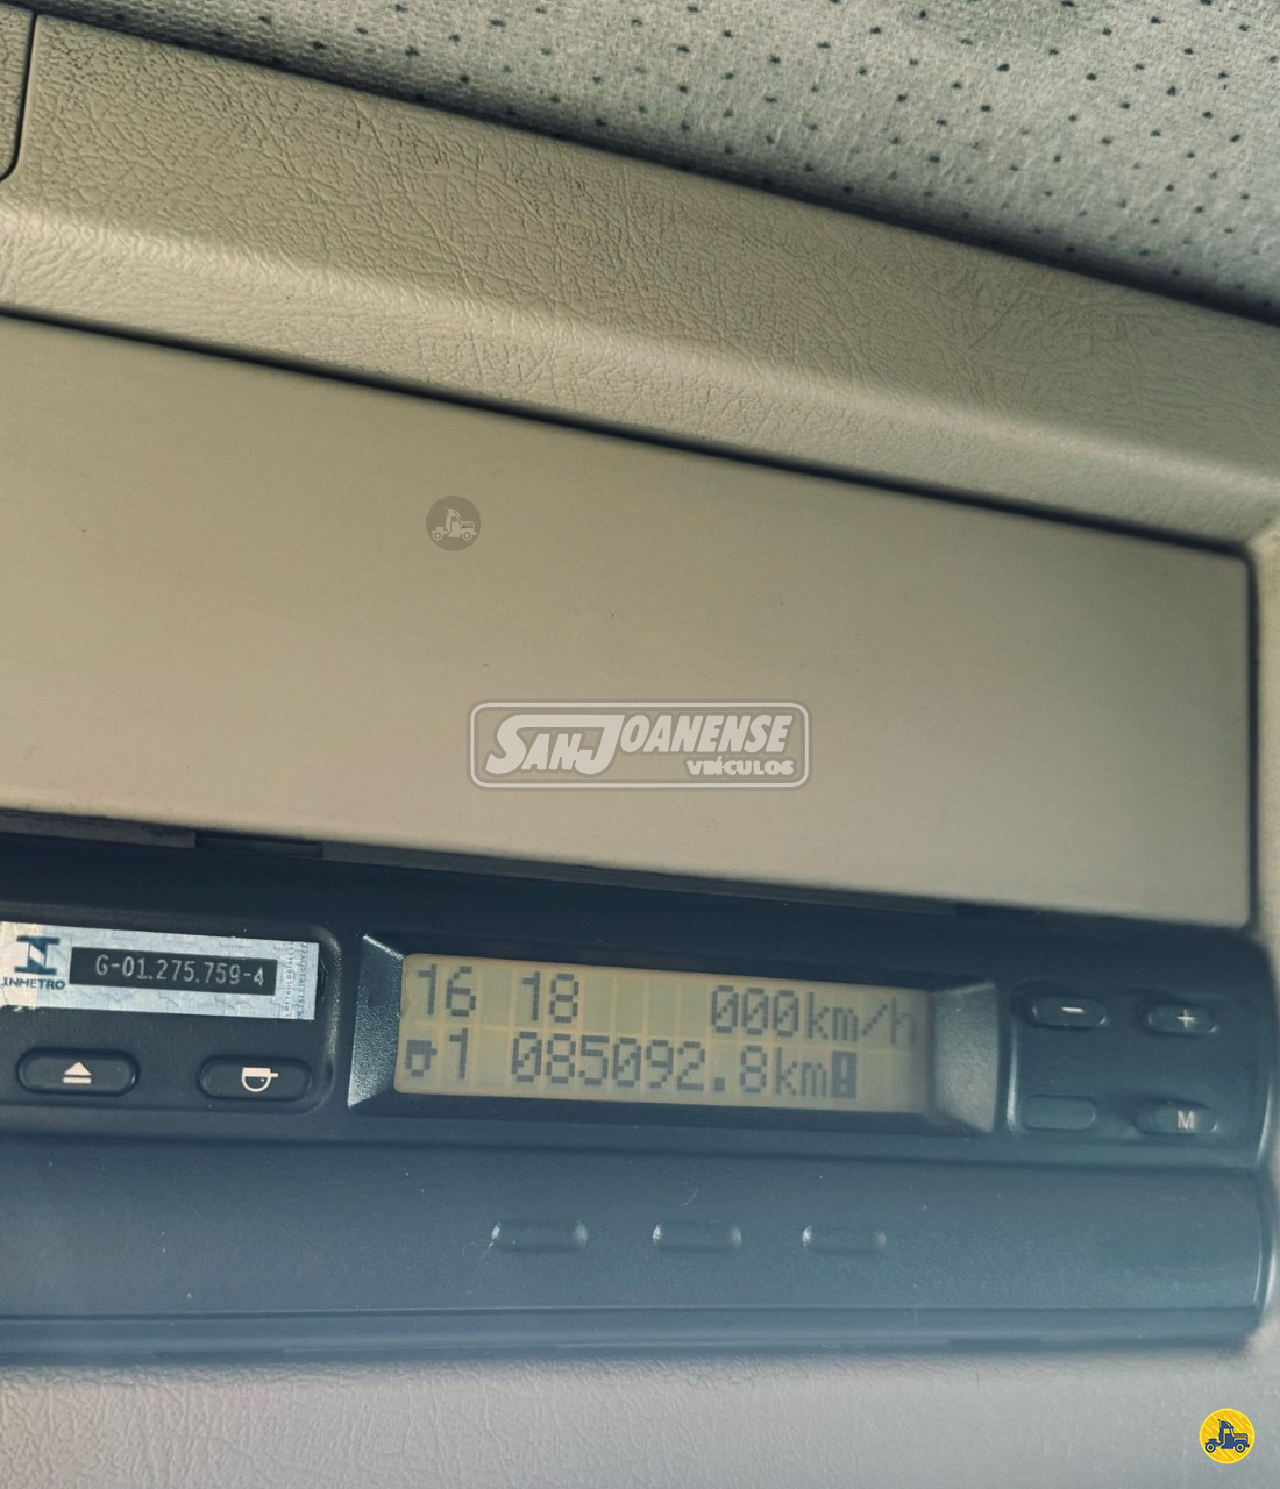 SANJOANENSE
VEÍCULOS
INMETRO
G-01.275.759-4
16 18 000km/h
1 085092.8km
- +
M